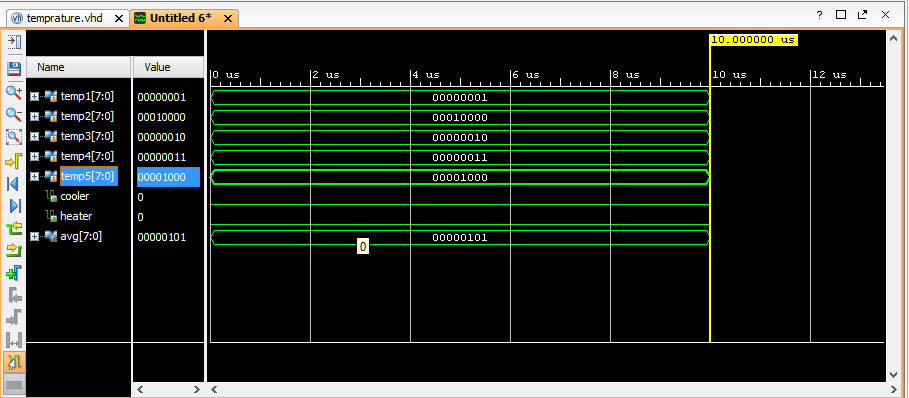 temprature.vhd
Untitled 6*
?
10.000000 us
Name Value
0 us 2 us 4 us 6 us 8 us 10 us 12 us
temp1[7:0] 00000001 00000001
temp2[7:0] 00010000 00010000
temp3[7:0] 00000010 00000010
temp4[7:0] 00000011 00000011
temp5[7:0] 00001000 00001000
cooler 0
heater 0
avg[7:0] 00000101 00000101
0